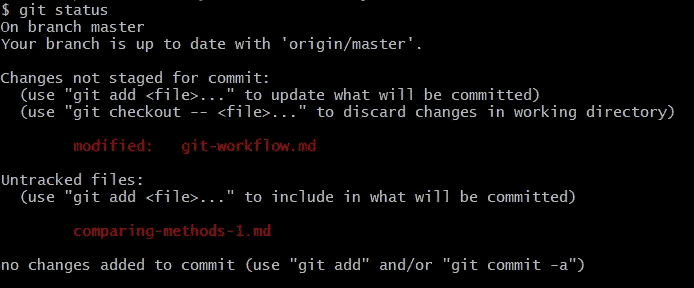 $ git status
On branch master
Your branch is up to date with 'origin/master'.
Changes not staged for commit:
(use "git add <file>..." to update what will be committed)
(use "git checkout -- <file>..." to discard changes in working directory)
modified: git-workflow.md
Untracked files:
(use "git add <file>..." to include in what will be committed)
comparing-methods-1.md
no changes added to commit (use "git add" and/or "git commit -a")